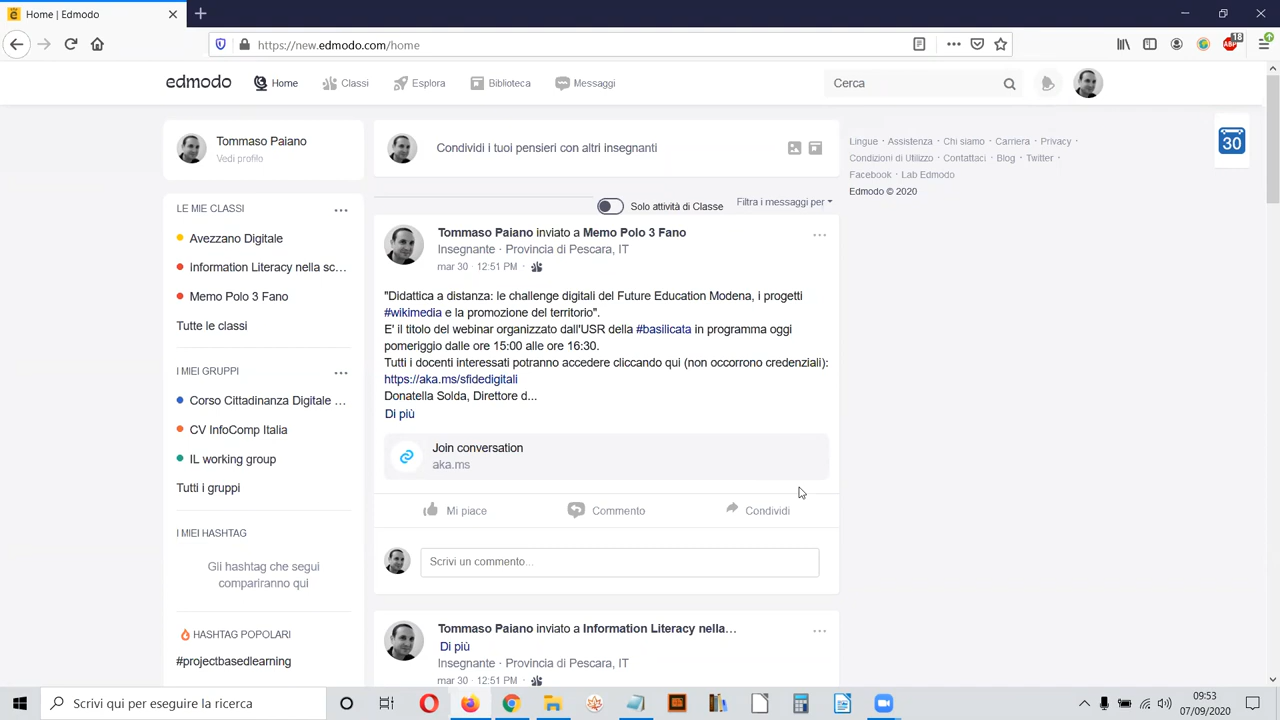 Home | Edmodo
https://new.edmodo.com/home
18
ABP
edmodo
Home
Classi
Esplora
Biblioteca
Messaggi
Cerca
Tommaso Paiano
Vedi profilo
LE MIE CLASSI
Avezzano Digitale
Information Literacy nella sc...
Memo Polo 3 Fano
Tutte le classi
I MIEI GRUPPI
Corso Cittadinanza Digitale ...
CV InfoComp Italia
IL working group
Tutti i gruppi
I MIEI HASHTAG
Gli hashtag che segui
compariranno qui
HASHTAG POPOLARI
#projectbasedlearning
Condividi i tuoi pensieri con altri insegnanti
Solo attività di Classe
Filtra i messaggi per
Tommaso Paiano inviato a Memo Polo 3 Fano
Insegnante · Provincia di Pescara, IT
mar 30 · 12:51 PM ·
"Didattica a distanza: le challenge digitali del Future Education Modena, i progetti
#wikimedia e la promozione del territorio".
E' il titolo del webinar organizzato dall'USR della #basilicata in programma oggi
pomeriggio dalle ore 15:00 alle ore 16:30.
Tutti i docenti interessati potranno accedere cliccando qui (non occorrono credenziali):
https://aka.ms/sfidedigitali
Donatella Solda, Direttore d...
Di più
Join conversation
aka.ms
Mi piace
Commento
Condividi
Scrivi un commento...
Tommaso Paiano inviato a Information Literacy nella…
Di più
Insegnante · Provincia di Pescara, IT
mar 30 · 12:51 PM ·
Lingue · Assistenza · Chi siamo · Carriera · Privacy ·
Condizioni di Utilizzo · Contattaci · Blog · Twitter ·
Facebook · Lab Edmodo
Edmodo © 2020
30
Scrivi qui per eseguire la ricerca
09:53
07/09/2020